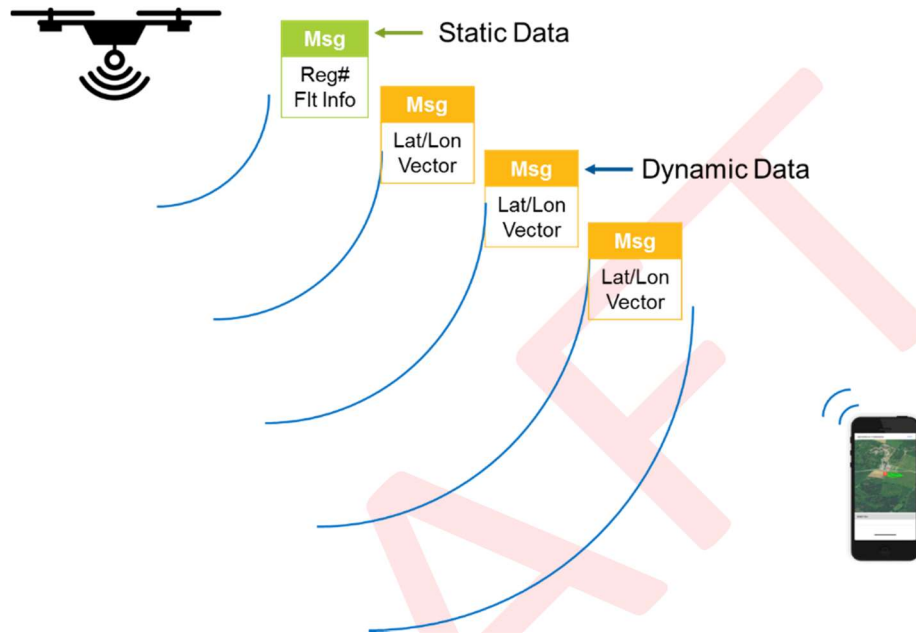 Msg
Static Data
Reg#
Flt Info
Msg
Lat/Lon
Vector
Msg
Dynamic Data
Lat/Lon
Vector
Msg
Lat/Lon
Vector
AFT